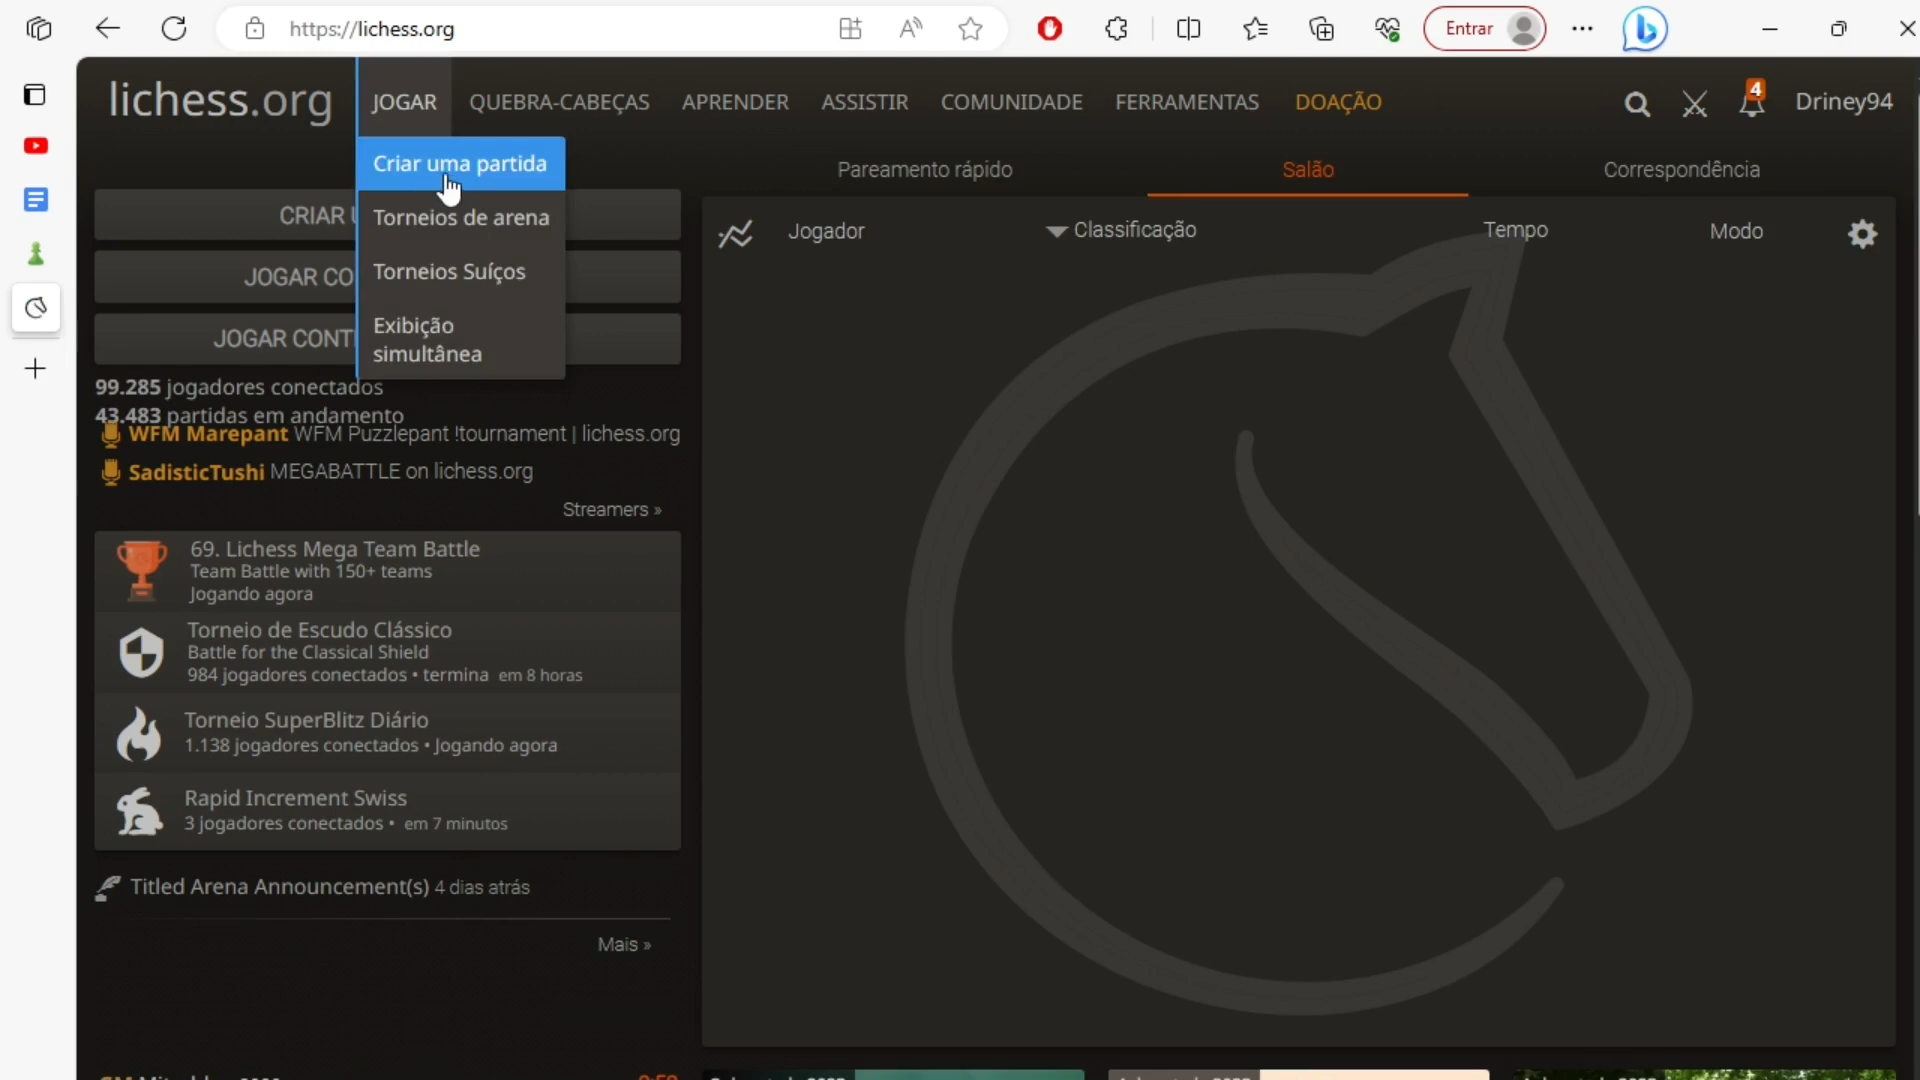 https://lichess.org
Entrar
lichess.org
JOGAR
QUEBRA-CABEÇAS
APRENDER
ASSISTIR
COMUNIDADE
FERRAMENTAS
DOAÇÃO
4
Driney94
Criar uma partida
Torneios de arena
Torneios Suíços
Exibição
simultânea
Pareamento rápido
Salão
Correspondência
CRIAR
JOGAR
JOGAR
Jogador
Classificação
Tempo
Modo
99.285 jogadores conectados
43.483 partidas em andamento
WFM Marepant WFM Puzzlepant !tournament | lichess.org
SadisticTushi MEGABATTLE on lichess.org
Streamers »
69. Lichess Mega Team Battle
Team Battle with 150+ teams
Jogando agora
Torneio de Escudo Clássico
Battle for the Classical Shield
984 jogadores conectados • termina em 8 horas
Torneio SuperBlitz Diário
1.138 jogadores conectados • Jogando agora
Rapid Increment Swiss
3 jogadores conectados • em 7 minutos
Titled Arena Announcement(s) 4 dias atrás
Mais »